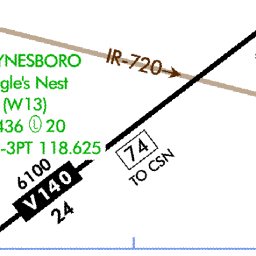 IR-720
YNESBORO
gle's Nest
(W13)
436 Ⓛ 20
-3PT 118.625
74
TO CSN
6100
V140
24